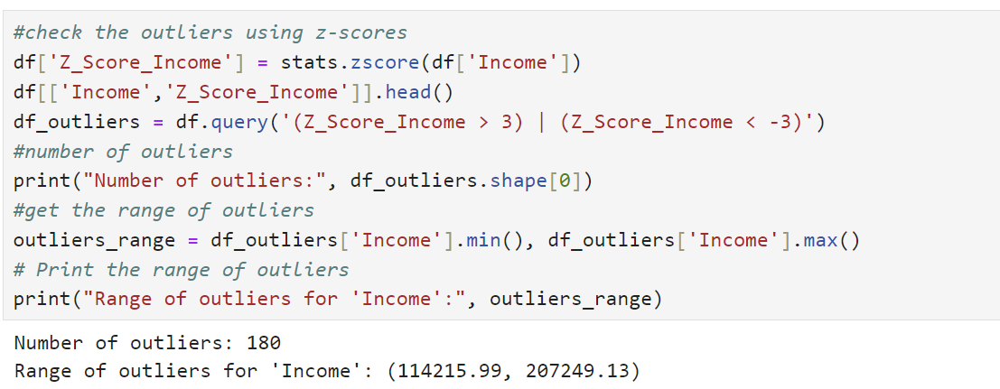 #check the outliers using z-scores
df['Z_Score_Income'] = stats.zscore(df['Income'])
df[['Income','Z_Score_Income']].head()
df_outliers = df.query('(Z_Score_Income > 3) | (Z_Score_Income < -3)')
#number of outliers
print("Number of outliers:", df_outliers.shape[0])
#get the range of outliers
outliers_range = df_outliers['Income'].min(), df_outliers['Income'].max()
# Print the range of outliers
print("Range of outliers for 'Income':", outliers_range)
Number of outliers: 180
Range of outliers for 'Income': (114215.99, 207249.13)